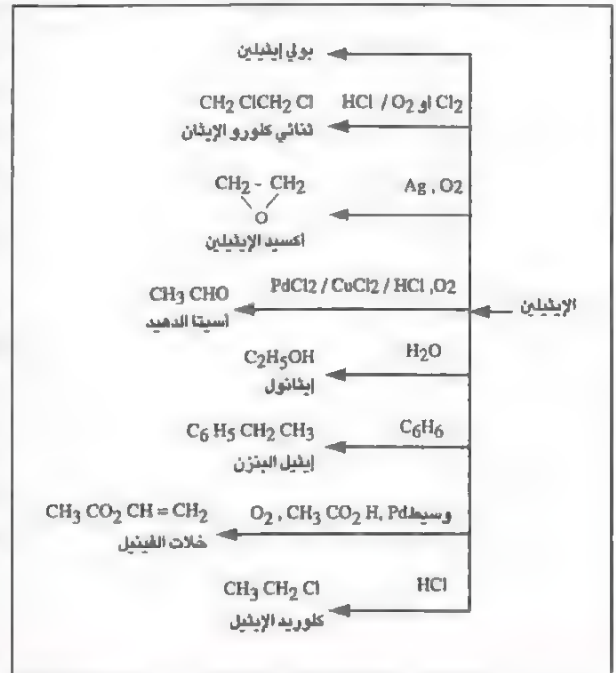 بولي إيثيلين
CH2 ClCH2 Cl HCl / O2 او Cl2
ثنائي كلورو الإيثان
CH2 - CH2 Ag , O2
O
أكسيد الإيثيلين
PdCl2 / CuCl2 / HCl ,O2
CH3 CHO
أسيتا الدهيد
الإيثيلين
C2H5OH H2O
إيثانول
C6 H5 CH2 CH3 C6H6
إيثيل البنزن
CH3 CO2 CH = CH2 O2 , CH3 CO2 H, Pd وسيط
خلات الفينيل
CH3 CH2 Cl HCl
كلوريد الإيثيل